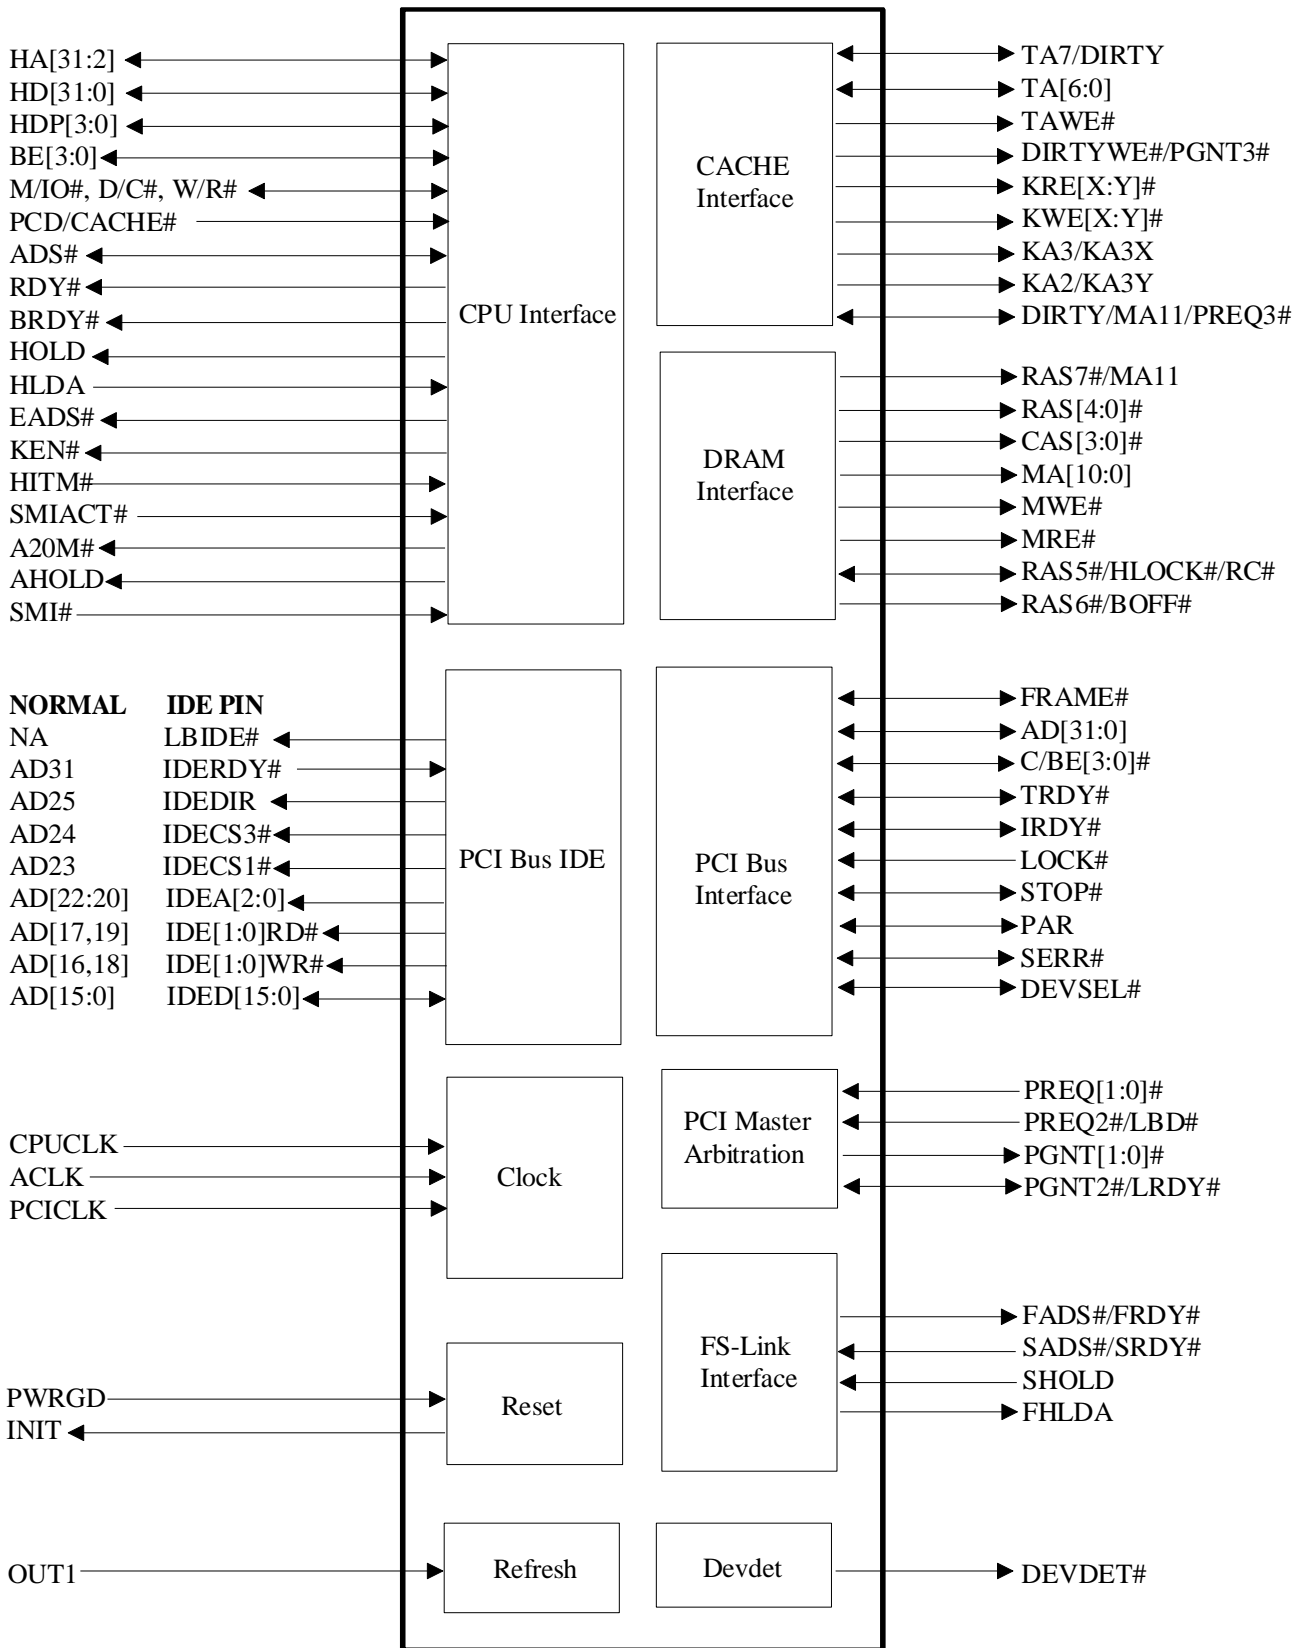 HA[31:2]
HD[31:0]
HDP[3:0]
BE[3:0]
M/IO#, D/C#, W/R#
PCD/CACHE#
ADS#
RDY#
BRDY#
HOLD
HLDA
EADS#
KEN#
HITM#
SMIACT#
A20M#
AHOLD
SMI#
CPU Interface
CACHE
Interface
TA7/DIRTY
TA[6:0]
TAWE#
DIRTYWE#/PGNT3#
KRE[X:Y]#
KWE[X:Y]#
KA3/KA3X
KA2/KA3Y
DIRTY/MA11/PREQ3#
DRAM
Interface
RAS7#/MA11
RAS[4:0]#
CAS[3:0]#
MA[10:0]
MWE#
MRE#
RAS5#/HLOCK#/RC#
RAS6#/BOFF#
NORMAL IDE PIN
NA LBIDE#
AD31 IDERDY#
AD25 IDEDIR
AD24 IDECS3#
AD23 IDECS1#
AD[22:20] IDEA[2:0]
AD[17,19] IDE[1:0]RD#
AD[16,18] IDE[1:0]WR#
AD[15:0] IDED[15:0]
PCI Bus IDE
PCI Bus
Interface
FRAME#
AD[31:0]
C/BE[3:0]#
TRDY#
IRDY#
LOCK#
STOP#
PAR
SERR#
DEVSEL#
CPUCLK
ACLK
PCICLK
Clock
PCI Master
Arbitration
PREQ[1:0]#
PREQ2#/LBD#
PGNT[1:0]#
PGNT2#/LRDY#
PWRGD
INIT
Reset
FS-Link
Interface
FADS#/FRDY#
SADS#/SRDY#
SHOLD
FHLDA
OUT1
Refresh
Devdet
DEVDET#